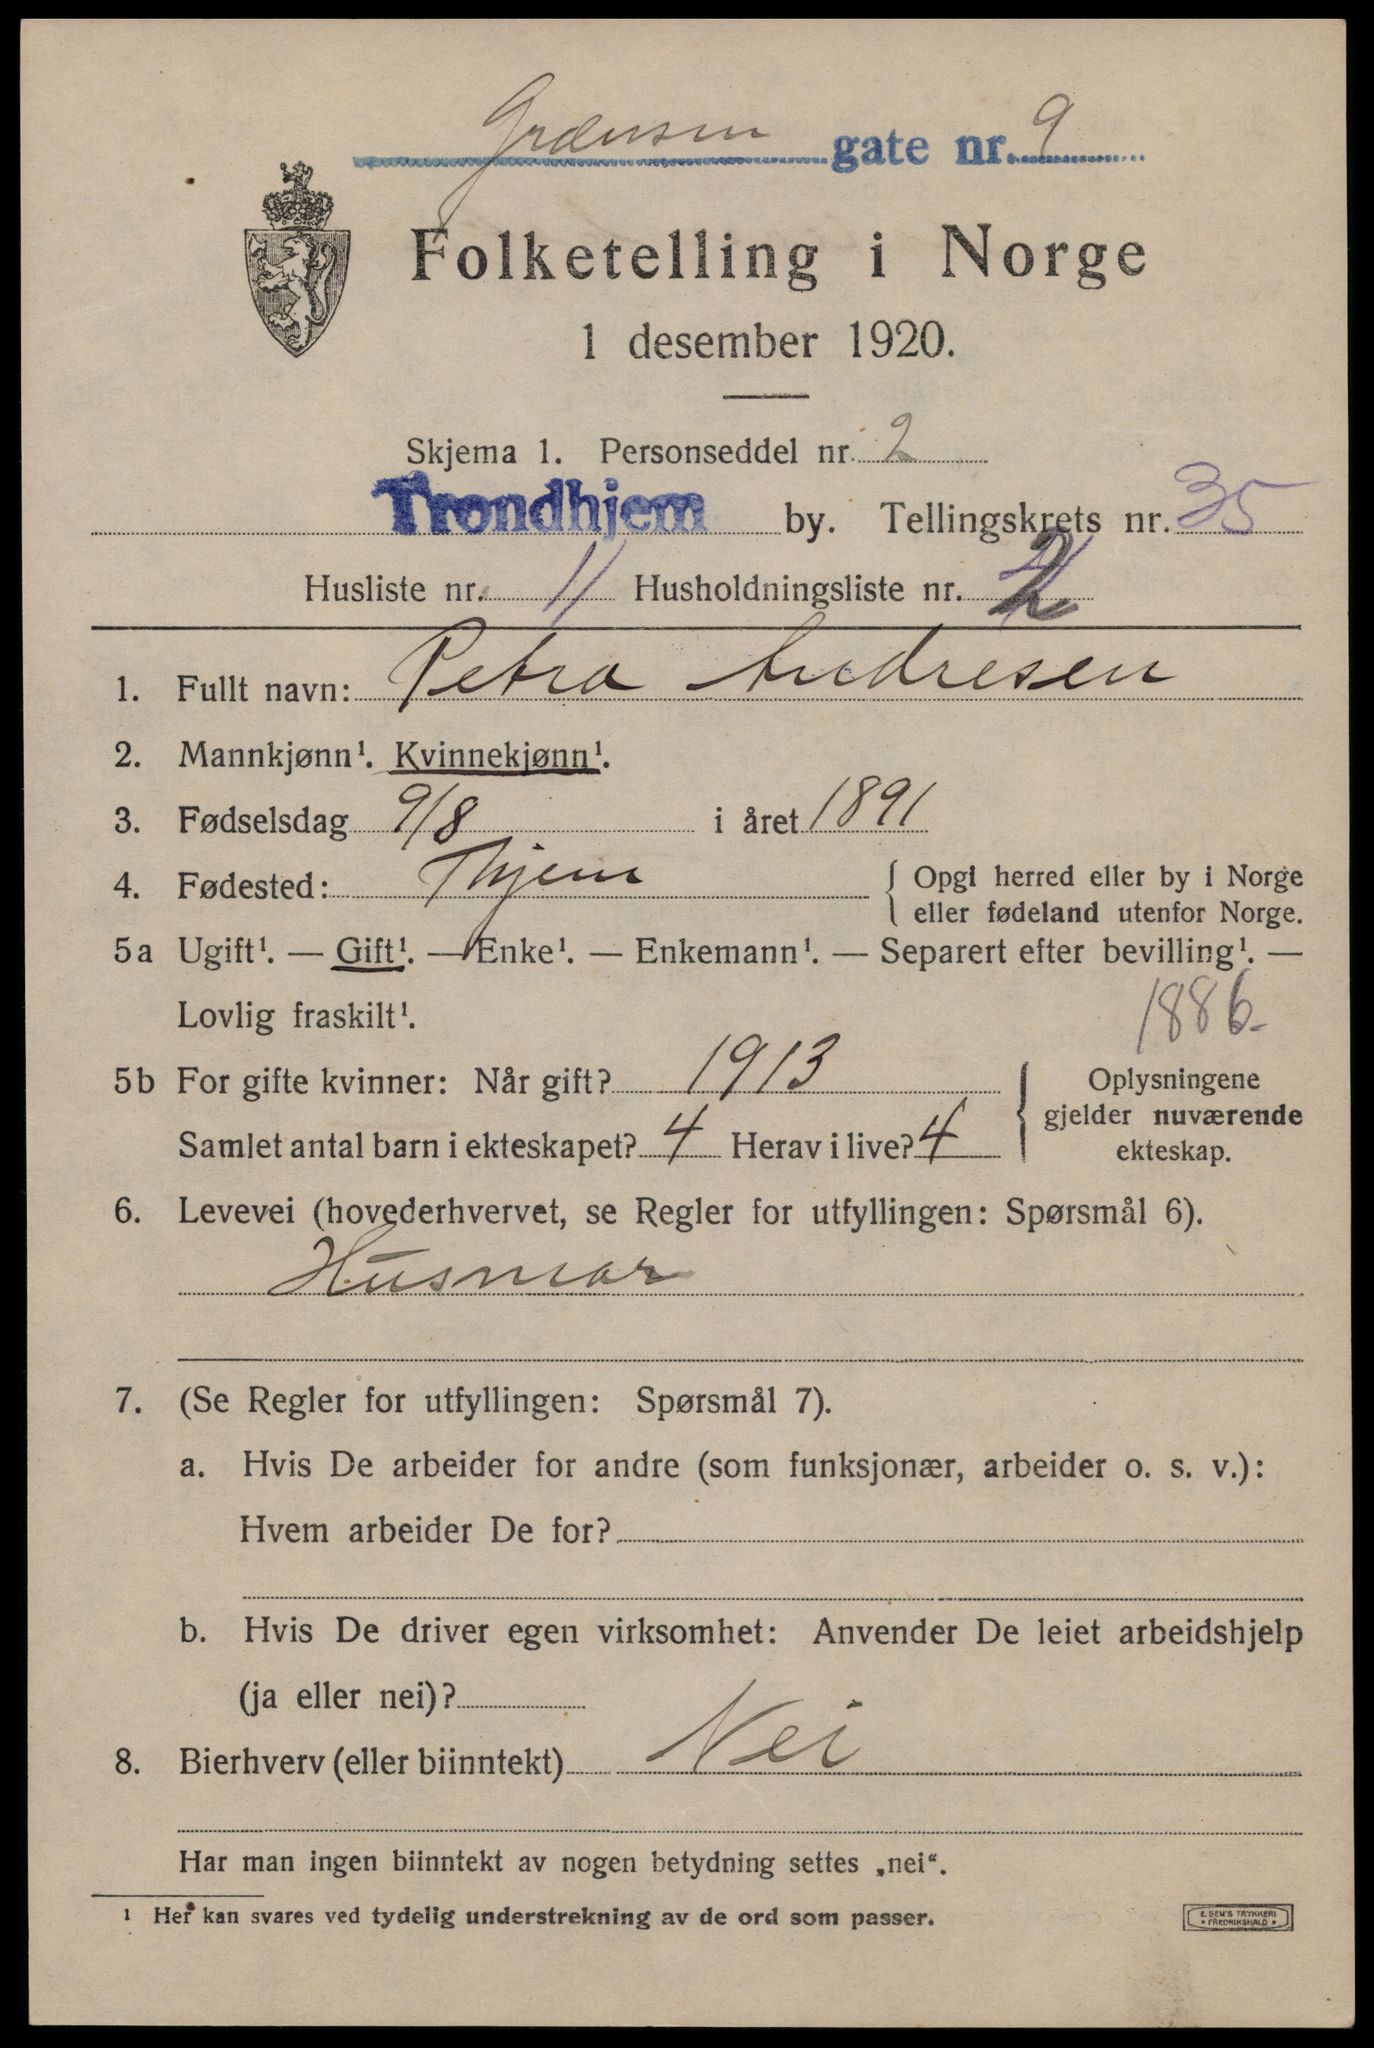 Grænsen gate nr. 9
Folketelling i Norge
1 desember 1920.
Skjema 1. Personseddel nr. 2
Trondhjem by. Tellingskrets nr. 35
Husliste nr. 11 Husholdningsliste nr. 2
1. Fullt navn: Petra Andresen
2. Mannkjønn¹. Kvinnekjønn¹.
3. Fødselsdag 9/8 i året 1891
4. Fødested: Thjem { Opgi herred eller by i Norge
eller fødeland utenfor Norge.
5a Ugift¹. — Gift¹. — Enke¹. — Enkemann¹. — Separert efter bevilling¹. —
Lovlig fraskilt¹.
1886
5b For gifte kvinner: Når gift? 1913
Samlet antal barn i ekteskapet? 4 Herav i live? 4
{ Oplysningene
gjelder nuværende
ekteskap.
6. Levevei (hovederhvervet, se Regler for utfyllingen: Spørsmål 6).
Husmor
7. (Se Regler for utfyllingen: Spørsmål 7).
a. Hvis De arbeider for andre (som funksjonær, arbeider o. s. v.):
Hvem arbeider De for?
b. Hvis De driver egen virksomhet: Anvender De leiet arbeidshjelp
(ja eller nei)?
8. Bierhverv (eller biinntekt) Nei
Har man ingen biinntekt av nogen betydning settes „nei“.
¹ Her kan svares ved tydelig understrekning av de ord som passer.
E. SEM'S TRYKKERI
• FREDRIKSHALD •